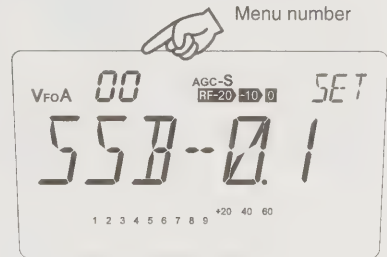 Menu number
VFOA 00 AGC-S SET
RF-20 -10 0
SSB-0.1
1 2 3 4 5 6 7 8 9 +20 40 60